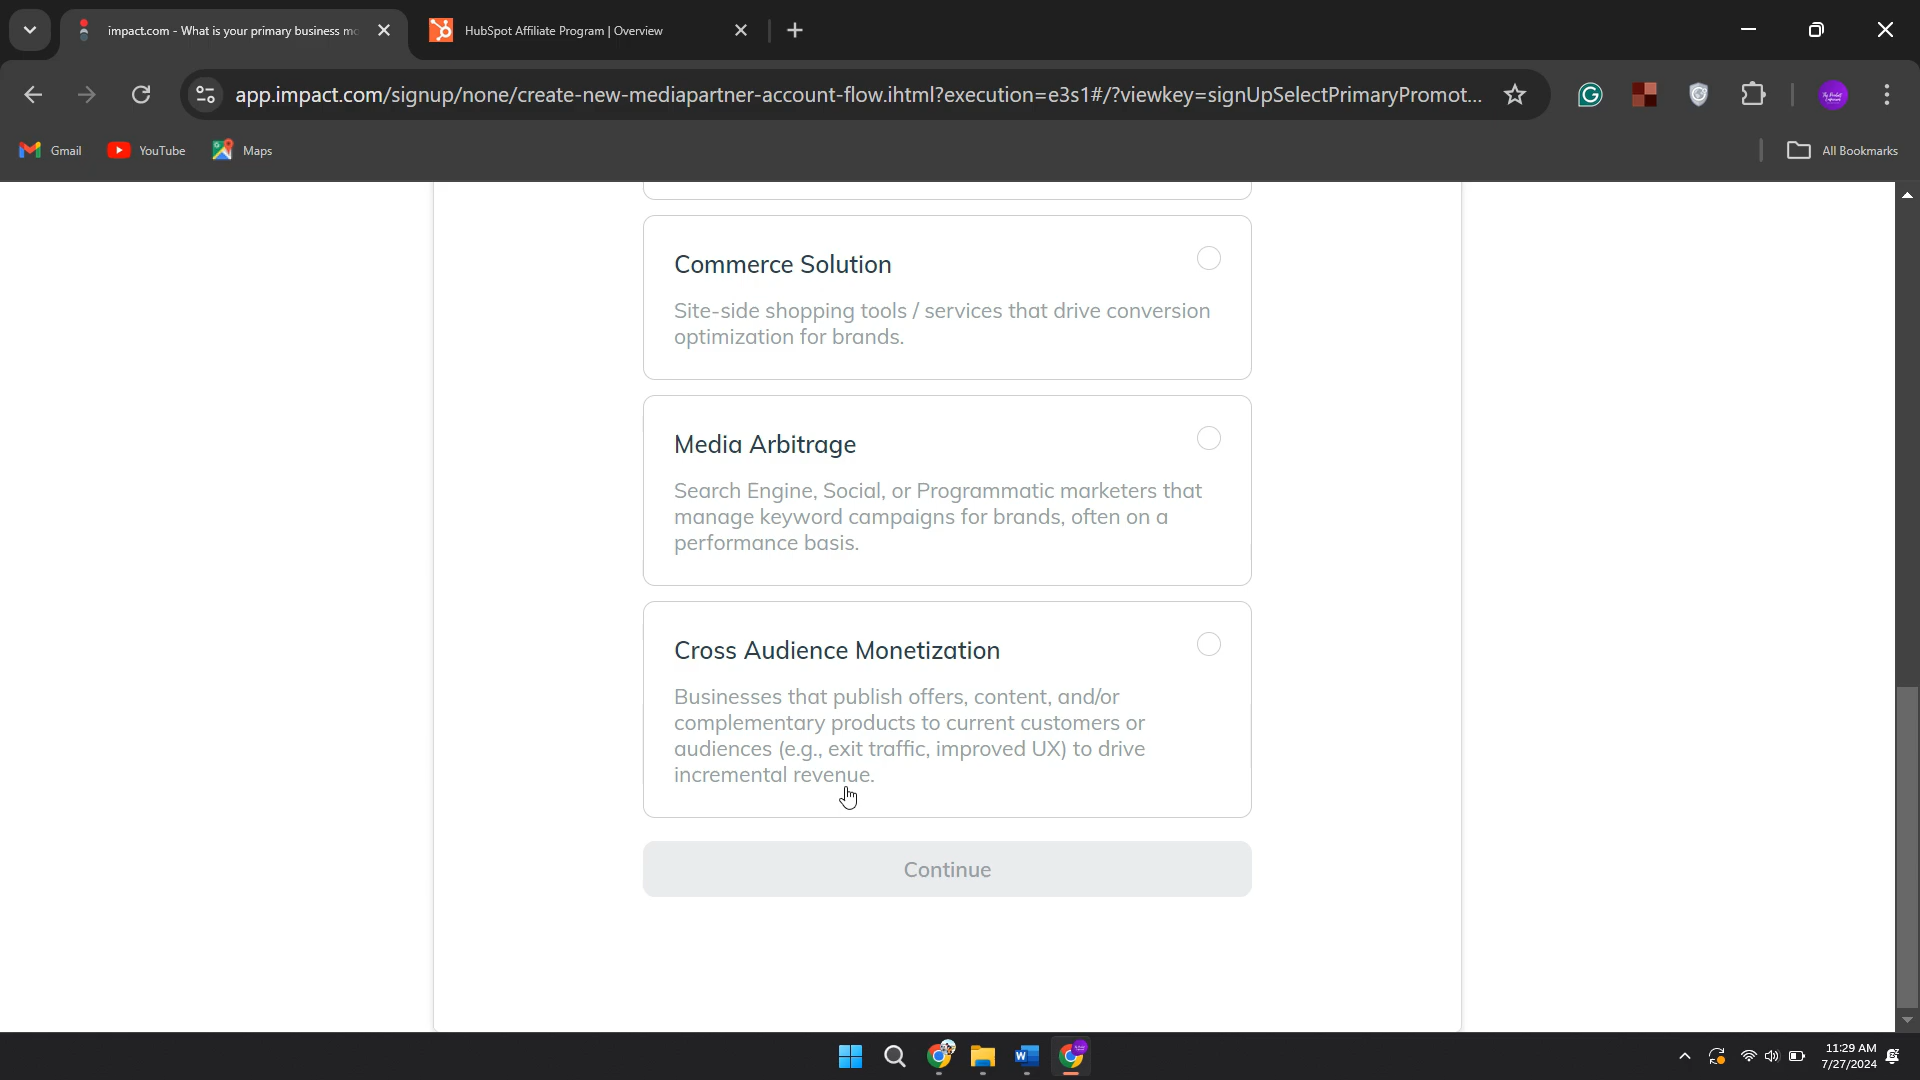 impact.com - What is your primary business mo
HubSpot Affiliate Program | Overview
app.impact.com/signup/none/create-new-mediapartner-account-flow.ihtml?execution=e3s1#/?viewkey=signUpSelectPrimaryPromot...
Gmail
YouTube
Maps
All Bookmarks
Commerce Solution
Site-side shopping tools / services that drive conversion
optimization for brands.
Media Arbitrage
Search Engine, Social, or Programmatic marketers that
manage keyword campaigns for brands, often on a
performance basis.
Cross Audience Monetization
Businesses that publish offers, content, and/or
complementary products to current customers or
audiences (e.g., exit traffic, improved UX) to drive
incremental revenue.
Continue
11:29 AM
7/27/2024